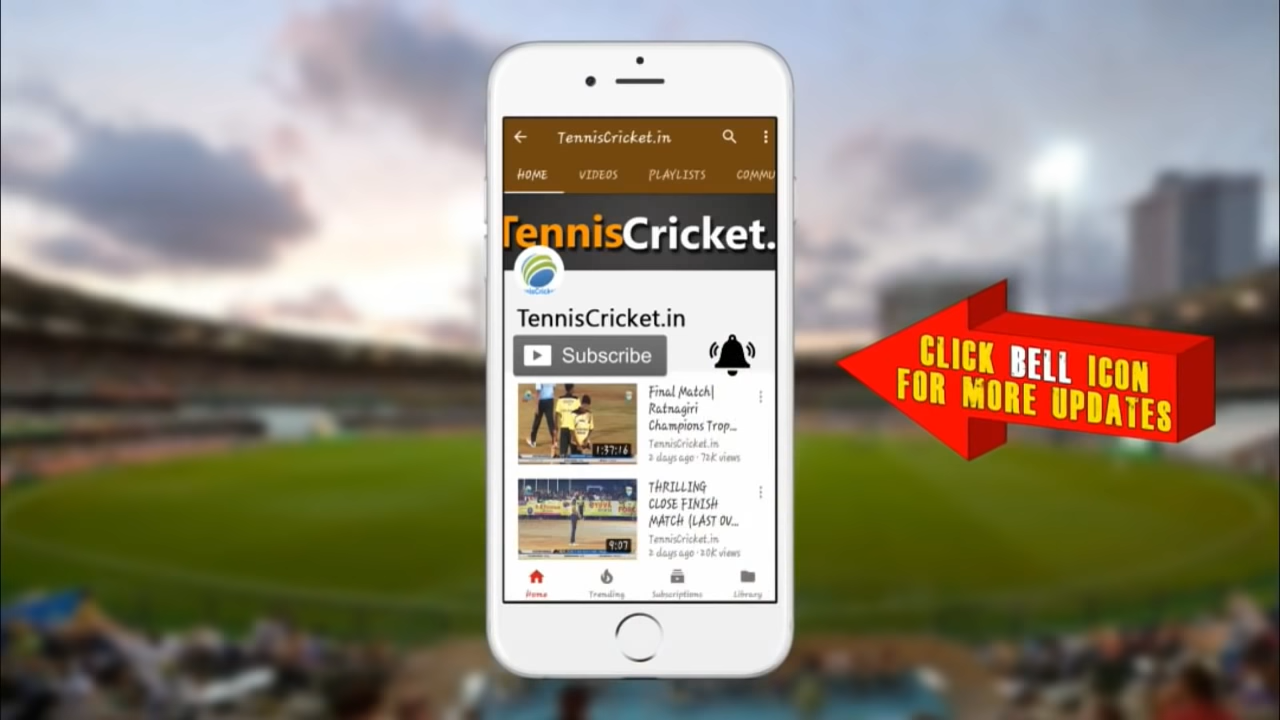 TennisCricket.in
HOME VIDEOS PLAYLISTS COMMU
TennisCricket.
TennisCricket.in
Subscribe
Final Match|
Ratnagiri
Champions Trop...
TennisCricket.in
2 days ago · 72K views
1:37:16
THRILLING
CLOSE FINISH
MATCH (LAST OV...
TennisCricket.in
2 days ago · 20K views
9:07
Home Trending Subscriptions Library
CLICK BELL ICON
FOR MORE UPDATES